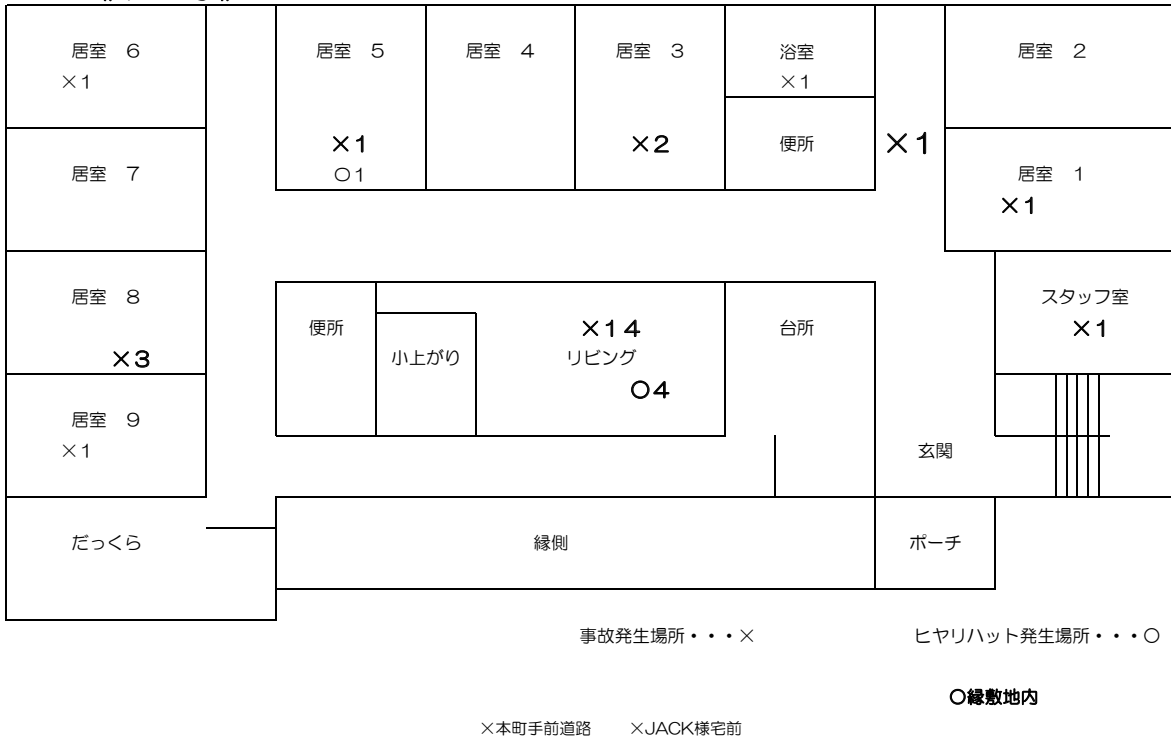 居室　6
×1
居室　5
×1
○1
居室　4
居室　3
×2
浴室
×1
便所
×1
居室　2
居室　1
×1
居室　7
居室　8
×3
居室　9
×1
便所
小上がり
×14
リビング
○4
台所
スタッフ室
×1
玄関
だっくら
縁側
ポーチ
事故発生場所・・・×
ヒヤリハット発生場所・・・○
○縁敷地内
×本町手前道路　×JACK様宅前